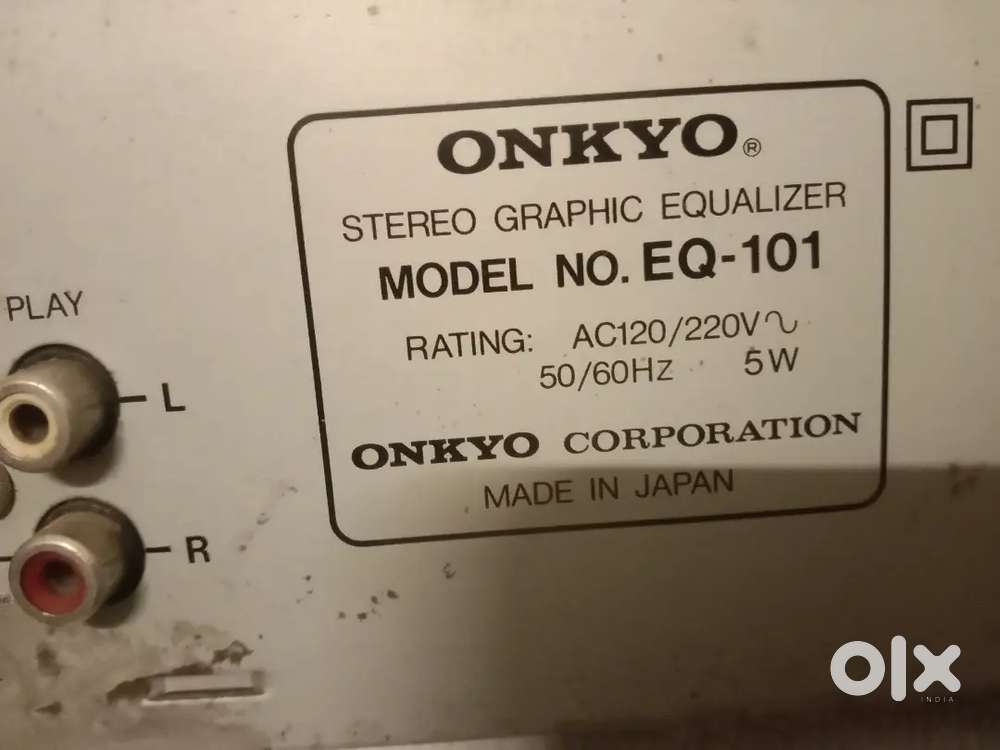 ONKYO®
STEREO GRAPHIC EQUALIZER
MODEL NO. EQ-101
RATING: AC120/220V∿
50/60Hz 5W
ONKYO CORPORATION
MADE IN JAPAN
PLAY
L
R
olx
INDIA